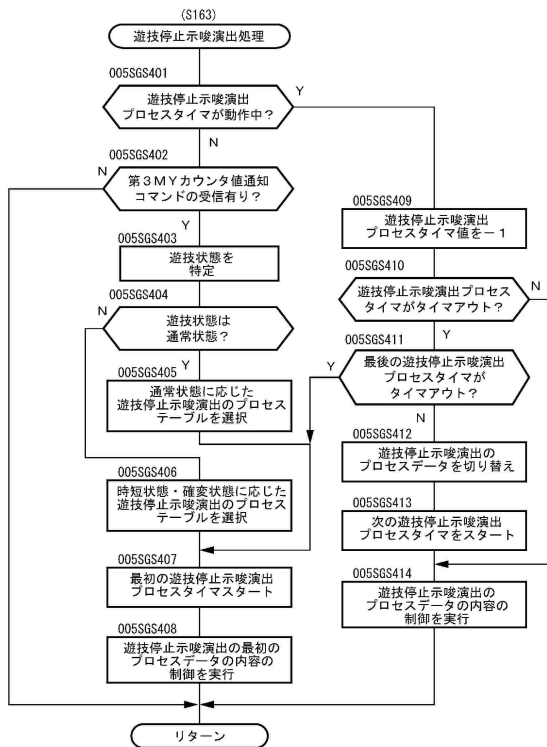 (S163)
遊技停止示唆演出処理
005SGS401
遊技停止示唆演出
プロセスタイマが動作中？
Y
N
005SGS402
第３ＭＹカウンタ値通知
コマンドの受信有り？
N
Y
005SGS403
遊技状態を
特定
005SGS404
遊技状態は
通常状態？
N
Y
005SGS405
通常状態に応じた
遊技停止示唆演出のプロセス
テーブルを選択
005SGS406
時短状態・確変状態に応じた
遊技停止示唆演出のプロセス
テーブルを選択
005SGS407
最初の遊技停止示唆演出
プロセスタイマスタート
005SGS408
遊技停止示唆演出の最初の
プロセスデータの内容の
制御を実行
リターン
005SGS409
遊技停止示唆演出
プロセスタイマ値を－１
005SGS410
遊技停止示唆演出プロセス
タイマがタイマアウト？
N
Y
005SGS411
最後の遊技停止示唆演出
プロセスタイマが
タイマアウト？
Y
N
005SGS412
遊技停止示唆演出の
プロセスデータを切り替え
005SGS413
次の遊技停止示唆演出
プロセスタイマをスタート
005SGS414
遊技停止示唆演出の
プロセスデータの内容の
制御を実行